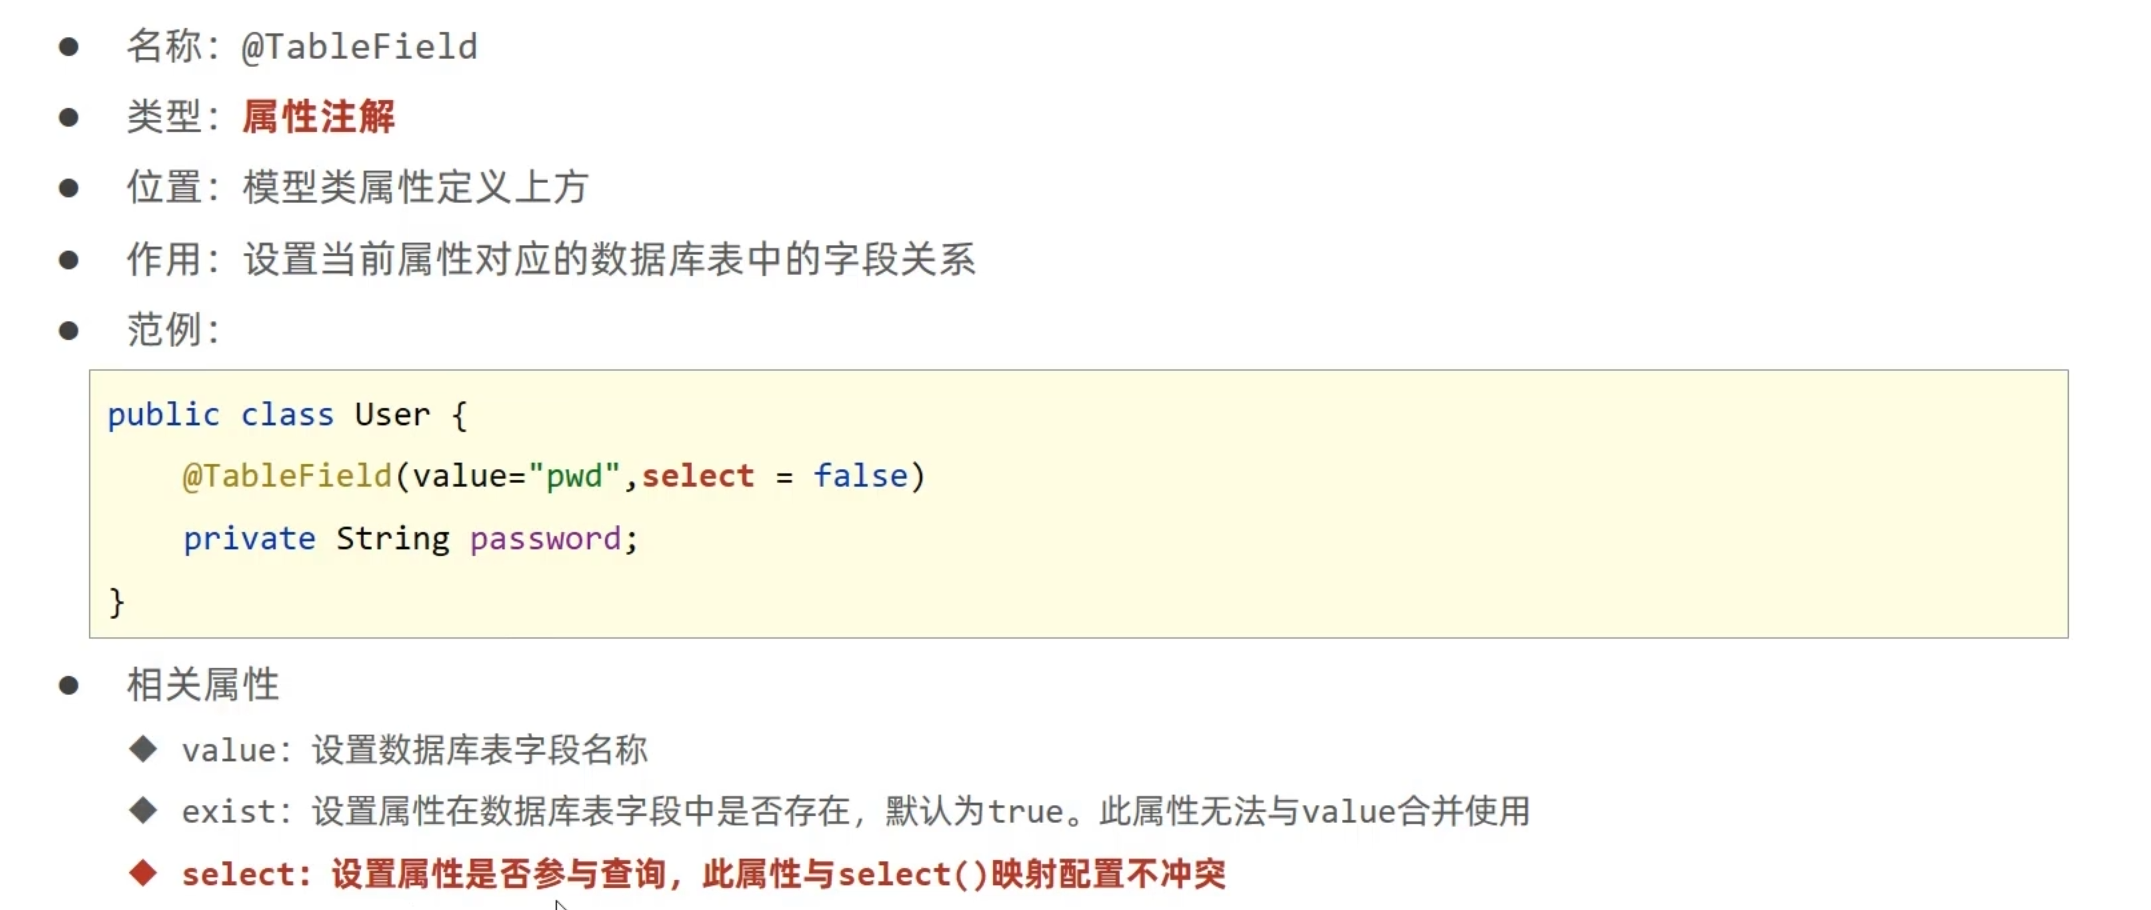 ● 名称：@TableField
● 类型：属性注解
● 位置：模型类属性定义上方
● 作用：设置当前属性对应的数据库表中的字段关系
● 范例：
public class User {
    @TableField(value="pwd",select = false)
    private String password;
}
● 相关属性
◆ value：设置数据库表字段名称
◆ exist：设置属性在数据库表字段中是否存在，默认为true。此属性无法与value合并使用
◆ select：设置属性是否参与查询，此属性与select()映射配置不冲突